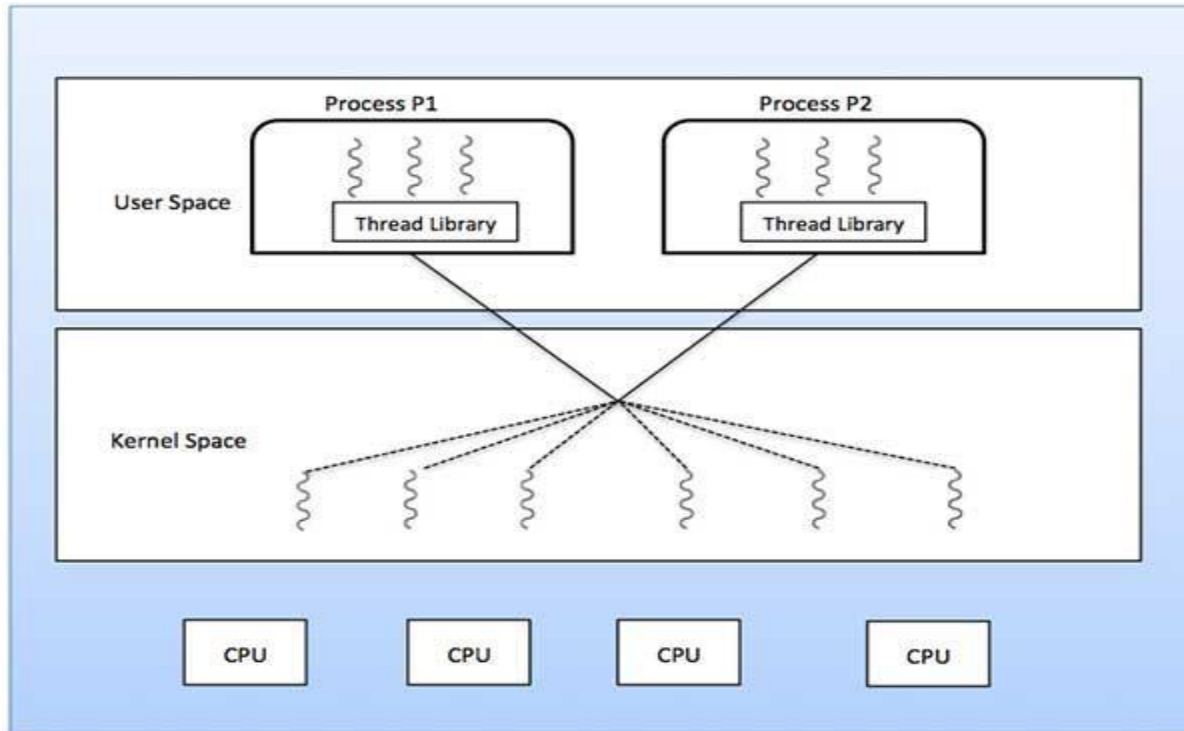 Process P1
Process P2
User Space
Thread Library
Thread Library
Kernel Space
CPU
CPU
CPU
CPU